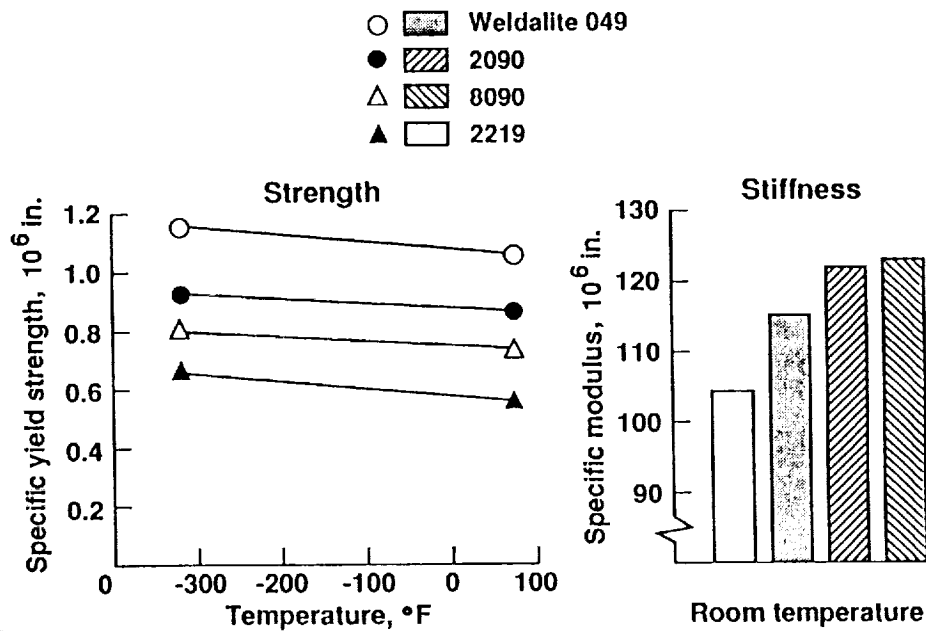 Weldalite 049
2090
8090
2219
Strength
Specific yield strength, 10⁶ in.
1.2
1.0
0.8
0.6
0.4
0.2
0 -300 -200 -100 0 100
Temperature, °F
Stiffness
Specific modulus, 10⁶ in.
130
120
110
100
90
Room temperature